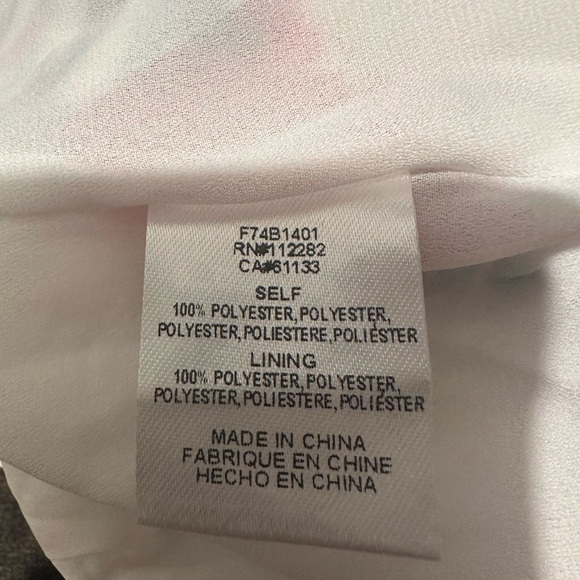 F74B1401
RN#112282
CA#61133
SELF
100% POLYESTER,POLYESTER,
POLYESTER,POLIESTERE,POLIÉSTER
LINING
100% POLYESTER,POLYESTER,
POLYESTER,POLIESTERE,POLIÉSTER
MADE IN CHINA
FABRIQUE EN CHINE
HECHO EN CHINA